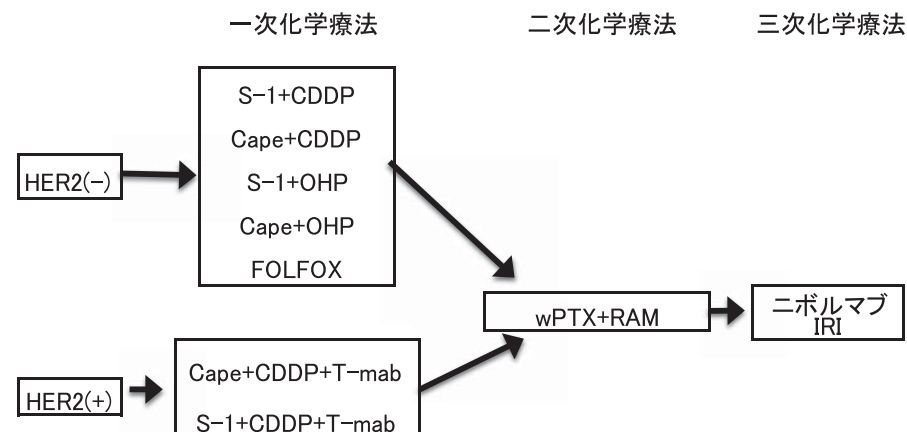 一次化学療法
二次化学療法
三次化学療法
S-1+CDDP
Cape+CDDP
S-1+OHP
Cape+OHP
FOLFOX
HER2(-)
wPTX+RAM
ニボルマブ
IRI
HER2(+)
Cape+CDDP+T-mab
S-1+CDDP+T-mab